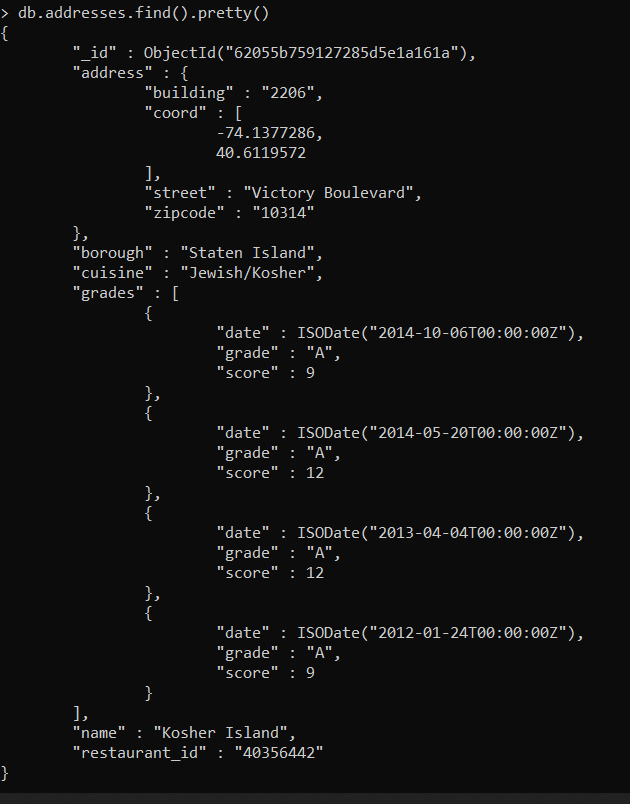 > db.addresses.find().pretty()
{
        "_id" : ObjectId("62055b759127285d5e1a161a"),
        "address" : {
                "building" : "2206",
                "coord" : [
                        -74.1377286,
                        40.6119572
                ],
                "street" : "Victory Boulevard",
                "zipcode" : "10314"
        },
        "borough" : "Staten Island",
        "cuisine" : "Jewish/Kosher",
        "grades" : [
                {
                        "date" : ISODate("2014-10-06T00:00:00Z"),
                        "grade" : "A",
                        "score" : 9
                },
                {
                        "date" : ISODate("2014-05-20T00:00:00Z"),
                        "grade" : "A",
                        "score" : 12
                },
                {
                        "date" : ISODate("2013-04-04T00:00:00Z"),
                        "grade" : "A",
                        "score" : 12
                },
                {
                        "date" : ISODate("2012-01-24T00:00:00Z"),
                        "grade" : "A",
                        "score" : 9
                }
        ],
        "name" : "Kosher Island",
        "restaurant_id" : "40356442"
}